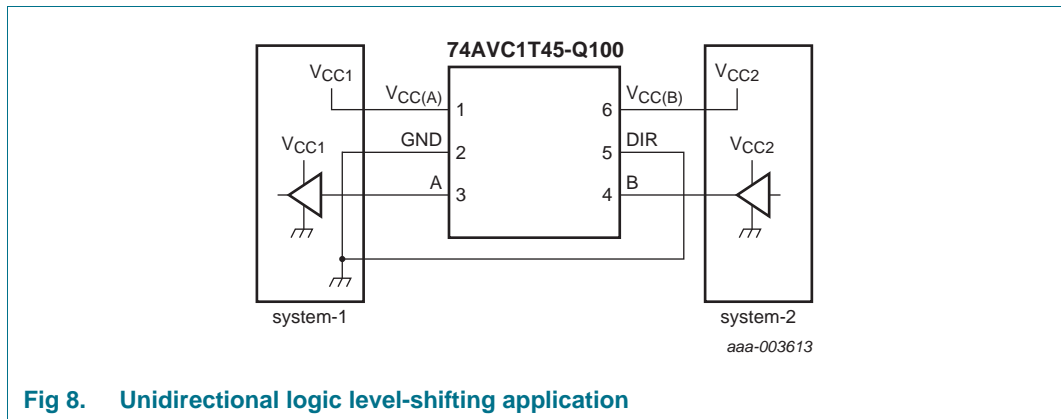 74AVC1T45-Q100
VCC1
VCC(A)
1
6
VCC(B)
VCC2
GND
2
5
DIR
VCC1
A
3
4
B
VCC2
system-1
system-2
aaa-003613
Fig 8. Unidirectional logic level-shifting application